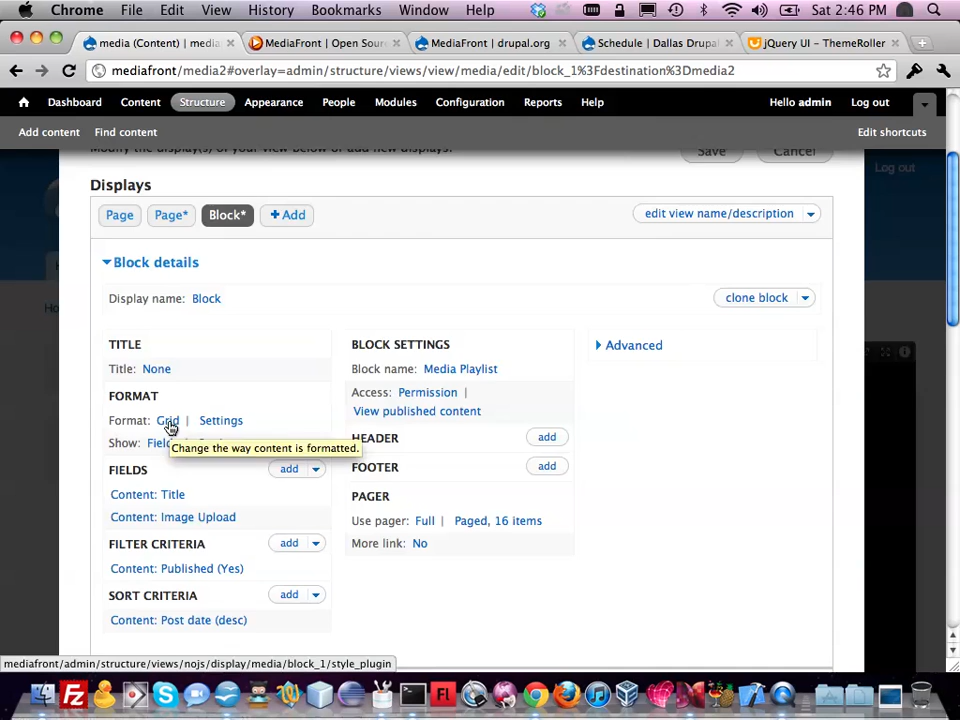 Chrome File Edit View History Bookmarks Window Help Sat 2:46 PM
media (Content) | media
MediaFront | Open Sour
MediaFront | drupal.org
Schedule | Dallas Drupal
jQuery UI - ThemeRoller
mediafront/media2#overlay=admin/structure/views/view/media/edit/block_1%3Fdestination%3Dmedia2
Dashboard Content Structure Appearance People Modules Configuration Reports Help Hello admin Log out
Add content Find content Edit shortcuts
Modify the display(s) of your view below or add new displays.
Save Cancel
Log out
Displays
Page Page* Block* + Add edit view name/description
Block details
Display name: Block clone block
TITLE
Title: None
FORMAT
Format: Grid | Settings
Show:
Change the way content is formatted.
FIELDS add
Content: Title
Content: Image Upload
FILTER CRITERIA add
Content: Published (Yes)
SORT CRITERIA add
Content: Post date (desc)
BLOCK SETTINGS
Block name: Media Playlist
Access: Permission |
View published content
HEADER add
FOOTER add
PAGER
Use pager: Full | Paged, 16 items
More link: No
Advanced
mediafront/admin/structure/views/nojs/display/media/block_1/style_plugin